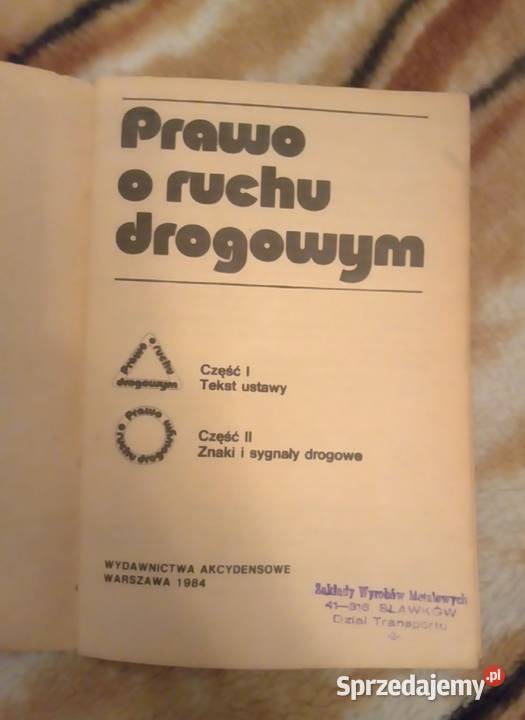 Prawo
o ruchu
drogowym
Prawo o ruchu
drogowym
Część I
Tekst ustawy
Prawo o ruchu drogowym
Część II
Znaki i sygnały drogowe
WYDAWNICTWA AKCYDENSOWE
WARSZAWA 1984
Zakłady Wyrobów Metalowych
41-316 SŁAWKÓW
Dział Transportu
Sprzedajemy.pl